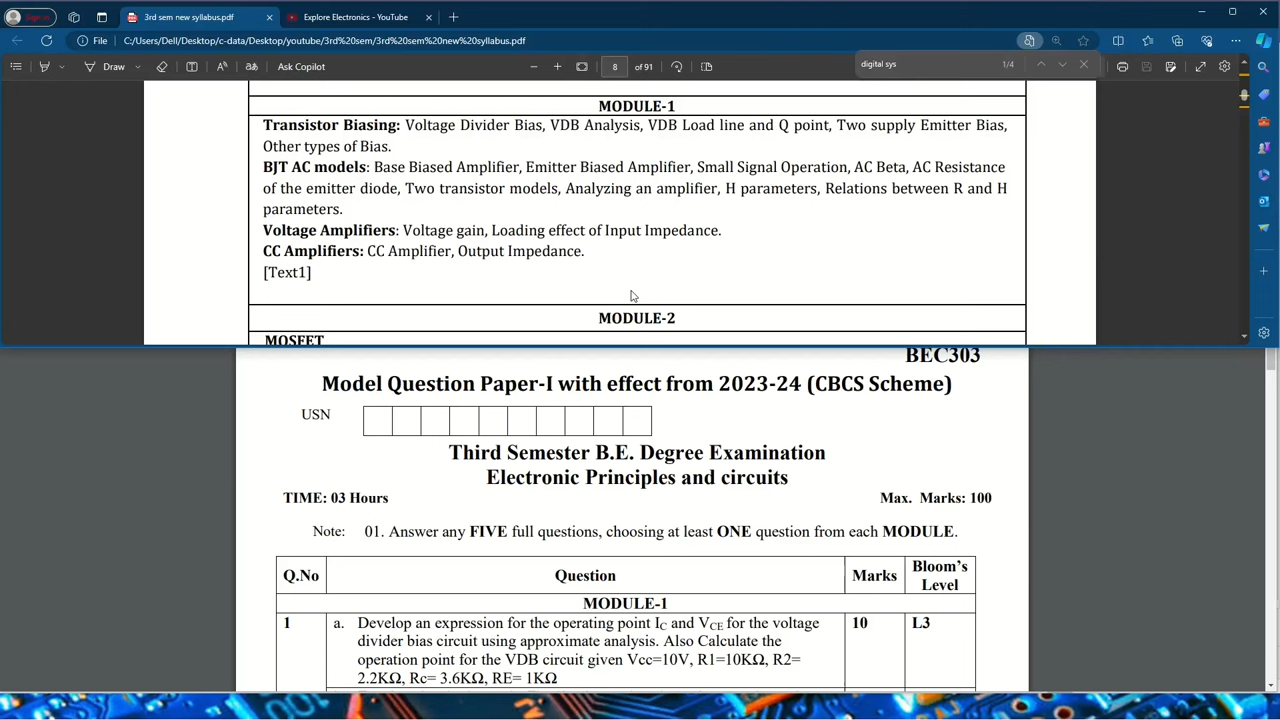 3rd sem new syllabus.pdf
Explore Electronics - YouTube
File
C:/Users/Dell/Desktop/c-data/Desktop/youtube/3rd%20sem/3rd%20sem%20new%20syllabus.pdf
Draw
Ask Copilot
8 of 91
digital sys 1/4
MODULE-1
Transistor Biasing: Voltage Divider Bias, VDB Analysis, VDB Load line and Q point, Two supply Emitter Bias,
Other types of Bias.
BJT AC models: Base Biased Amplifier, Emitter Biased Amplifier, Small Signal Operation, AC Beta, AC Resistance
of the emitter diode, Two transistor models, Analyzing an amplifier, H parameters, Relations between R and H
parameters.
Voltage Amplifiers: Voltage gain, Loading effect of Input Impedance.
CC Amplifiers: CC Amplifier, Output Impedance.
[Text1]
MODULE-2
MOSFET
BEC303
Model Question Paper-I with effect from 2023-24 (CBCS Scheme)
USN
Third Semester B.E. Degree Examination
Electronic Principles and circuits
TIME: 03 Hours Max. Marks: 100
Note: 01. Answer any FIVE full questions, choosing at least ONE question from each MODULE.
Q.No Question Marks Bloom's
Level
MODULE-1
1 a. Develop an expression for the operating point IC and VCE for the voltage 10 L3
divider bias circuit using approximate analysis. Also Calculate the
operation point for the VDB circuit given Vcc=10V, R1=10KΩ, R2=
2.2KΩ, Rc= 3.6KΩ, RE= 1KΩ